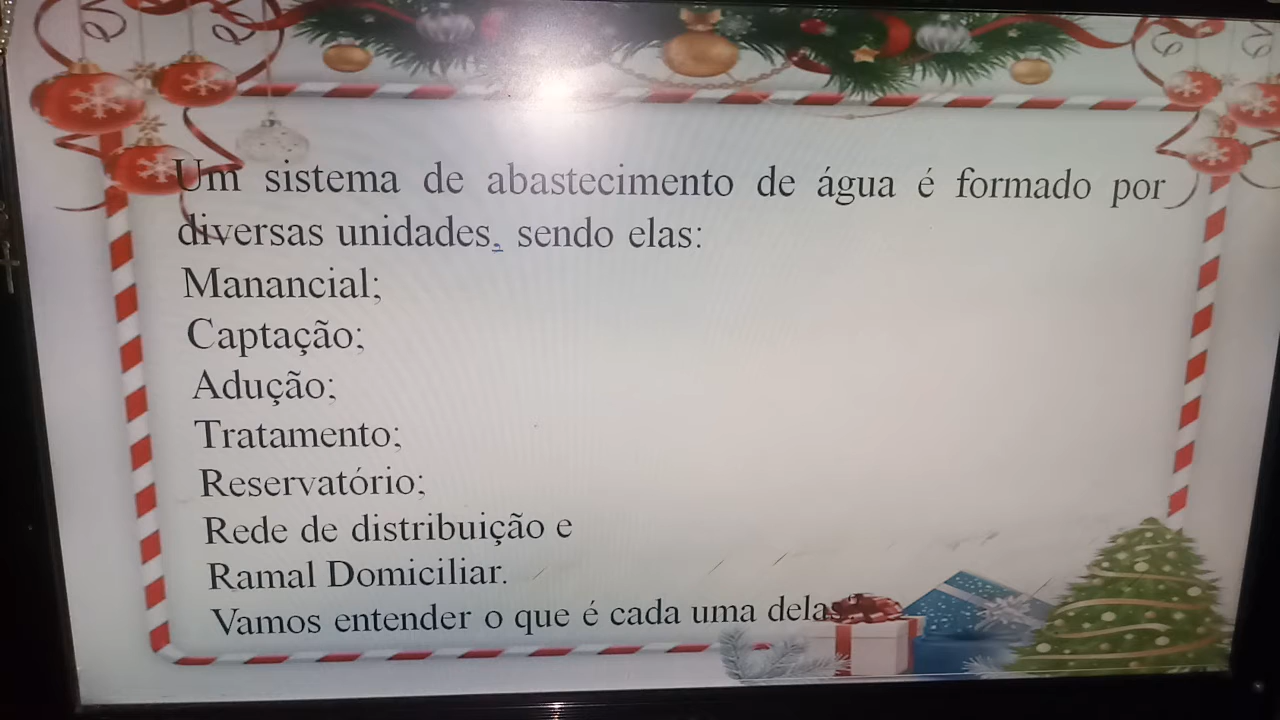 Um sistema de abastecimento de água é formado por
diversas unidades, sendo elas:
Manancial;
Captação;
Adução;
Tratamento;
Reservatório;
Rede de distribuição e
Ramal Domiciliar.
Vamos entender o que é cada uma delas